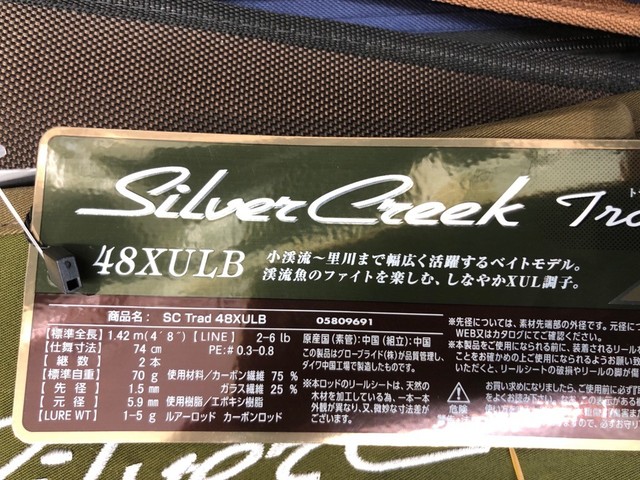 Silver Creek
48XULB
小渓流～里川まで幅広く活躍するベイトモデル。
渓流魚のファイトを楽しむ、しなやかXUL調子。
商品名: SC Trad 48XULB 05809691
【標準全長】 1.42 m(4´8˝) 【LINE】 2-6 lb
【仕舞寸法】 74 cm PE:#0.3-0.8
【継 数】 2 本
【標準自重】 70 g 使用材料/カーボン繊維 75 %
【先 径】 1.5 mm ガラス繊維 25 %
【元 径】 5.9 mm 使用樹脂/エポキシ樹脂
【LURE WT】 1-5 g ルアーロッド カーボンロッド
原産国(素管):中国(組立):中国
この製品はグローブライド(株)が品質管理し、
ダイワ中国工場で製造したものです。
※本ロッドのリールシートは、天然の
木材を加工している為、一本一本
外観が異なり又、微妙な寸法差が
ございます。
※先径については、素材先端部の外径です。元径につ
WEB又はカタログにてご確認ください。
※本製品をご使用になられる前に、装着されるリールを
ことをお確かめの上ご使用になられますようお願い致
いただくと、リールシートの破損やリールの脚が
危険
お買い求めになりましたら、ご使用前に必ず